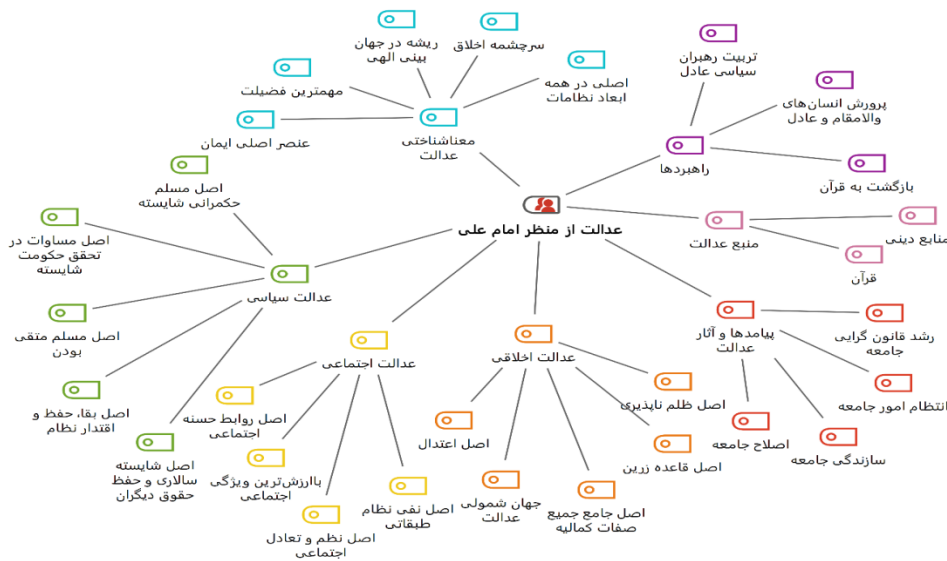 سرچشمه اخلاق
ریشه در جهان
بینی الهی
تربیت رهبران
سیاسی عادل
اصلی در همه
ابعاد نظامات
مهمترین فضیلت
پرورش انسان‌های
والامقام و عادل
عنصر اصلی ایمان
معناشناختی
عدالت
راهبردها
بازگشت به قرآن
اصل مسلم
حکمرانی شایسته
عدالت از منظر امام علی
منبع عدالت
منابع دینی
قرآن
اصل مساوات در
تحقق حکومت
شایسته
عدالت سیاسی
اصل مسلم متقی
بودن
پیامدها و آثار
عدالت
رشد قانون گرایی
جامعه
عدالت اجتماعی
عدالت اخلاقی
اصل بقا، حفظ و
اقتدار نظام
اصل روابط حسنه
اجتماعی
اصل ظلم ناپذیری
انتظام امور جامعه
اصل اعتدال
اصلاح جامعه
سازندگی جامعه
اصل شایسته
سالاری و حفظ
حقوق دیگران
باارزش‌ترین ویژگی
اجتماعی
اصل قاعده زرین
اصل نفی نظام
طبقاتی
جهان شمولی
عدالت
اصل جامع جمیع
صفات کمالیه
اصل نظم و تعادل
اجتماعی